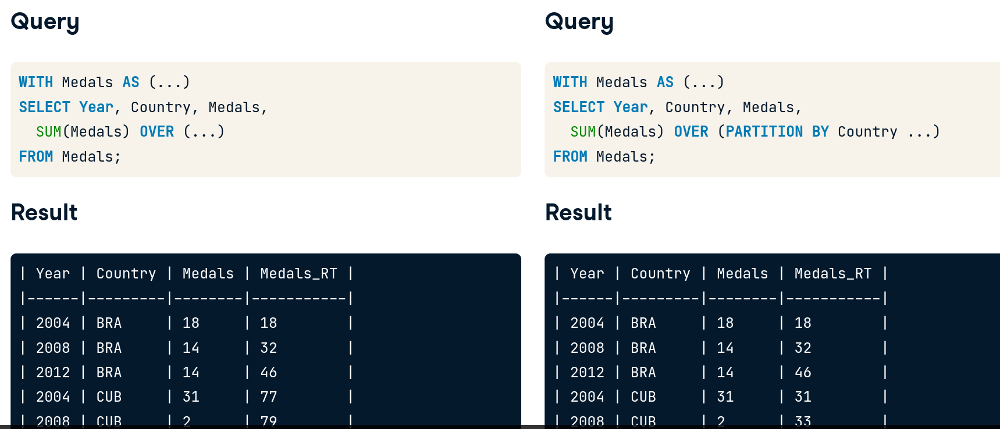 Query
WITH Medals AS (...)
SELECT Year, Country, Medals,
  SUM(Medals) OVER (...)
FROM Medals;
Result
| Year | Country | Medals | Medals_RT |
|------|---------|--------|-----------|
| 2004 | BRA     | 18     | 18        |
| 2008 | BRA     | 14     | 32        |
| 2012 | BRA     | 14     | 46        |
| 2004 | CUB     | 31     | 77        |
| 2008 | CUB     | 2      | 79        |
Query
WITH Medals AS (...)
SELECT Year, Country, Medals,
  SUM(Medals) OVER (PARTITION BY Country ...)
FROM Medals;
Result
| Year | Country | Medals | Medals_RT |
|------|---------|--------|-----------|
| 2004 | BRA     | 18     | 18        |
| 2008 | BRA     | 14     | 32        |
| 2012 | BRA     | 14     | 46        |
| 2004 | CUB     | 31     | 31        |
| 2008 | CUB     | 2      | 33        |